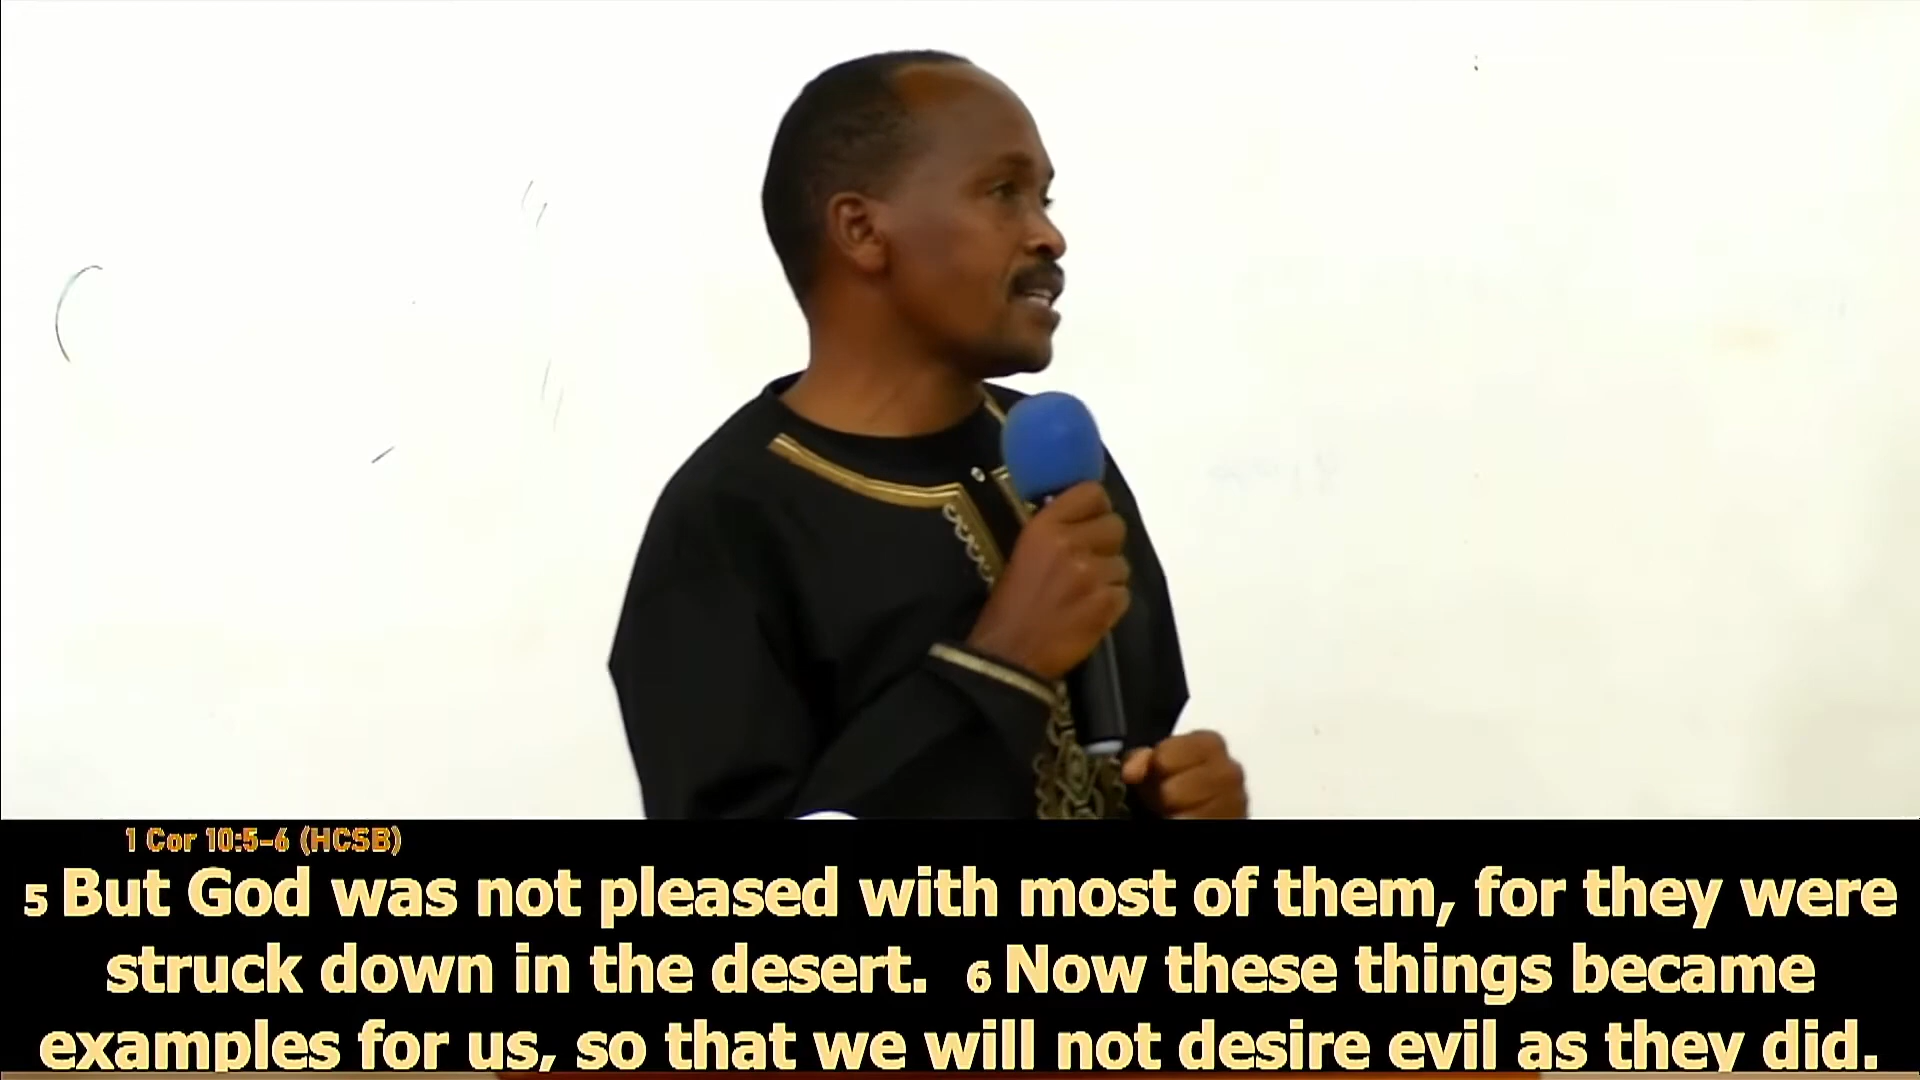 1 Cor 10:5-6 (HCSB)
5 But God was not pleased with most of them, for they were
struck down in the desert. 6 Now these things became
examples for us, so that we will not desire evil as they did.